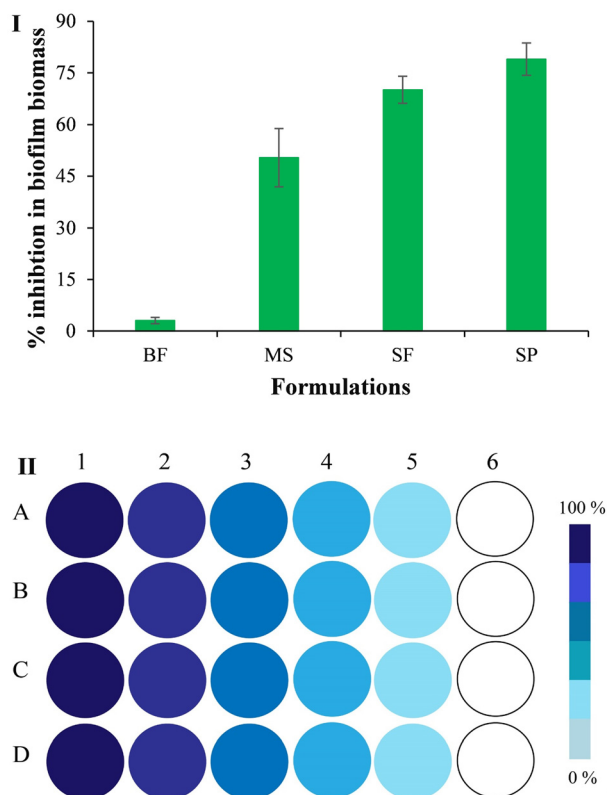 I
% inhibtion in biofilm biomass
90
75
60
45
30
15
0
BF MS SF SP
Formulations
II
1 2 3 4 5 6
A
B
C
D
100 %
0 %